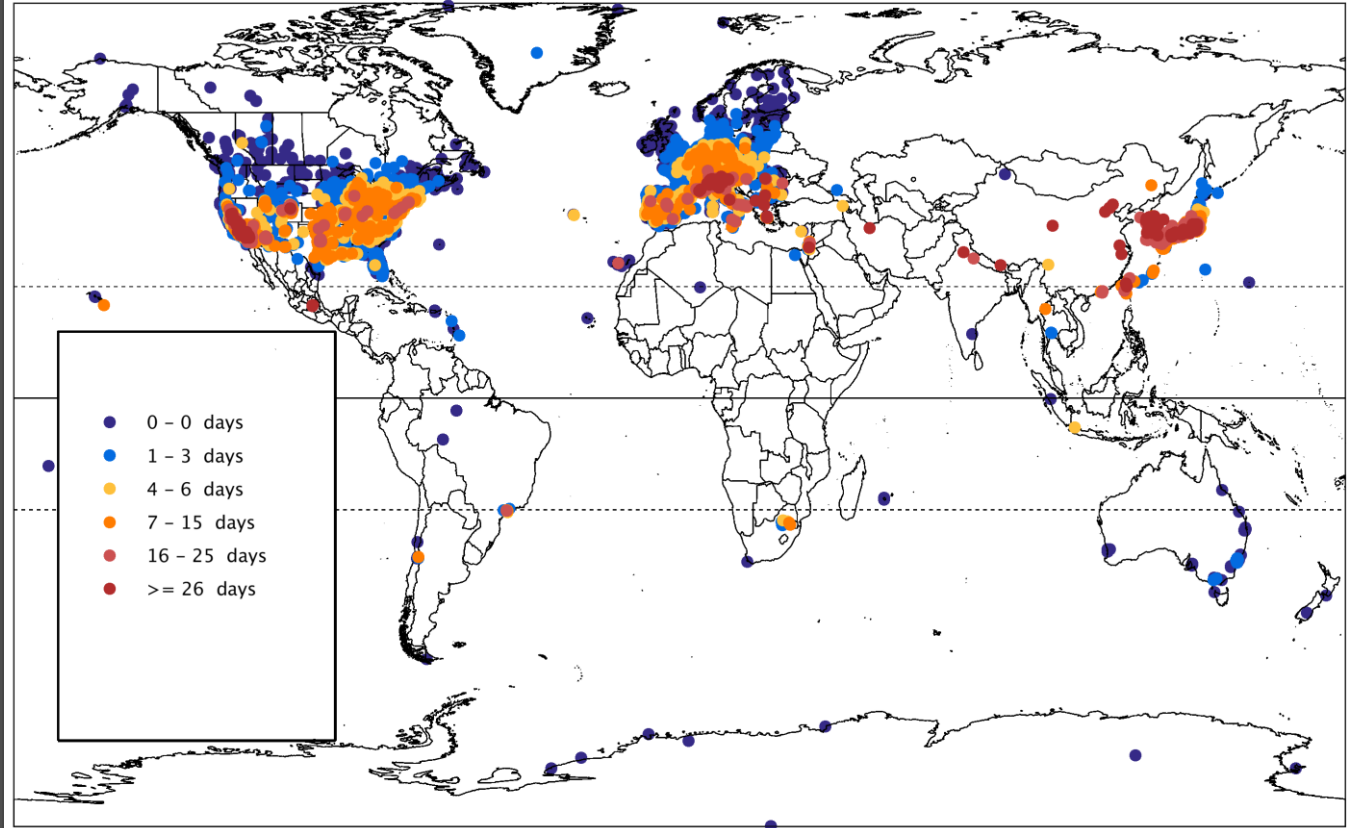 0 – 0 days
1 – 3 days
4 – 6 days
7 – 15 days
16 – 25 days
>= 26 days